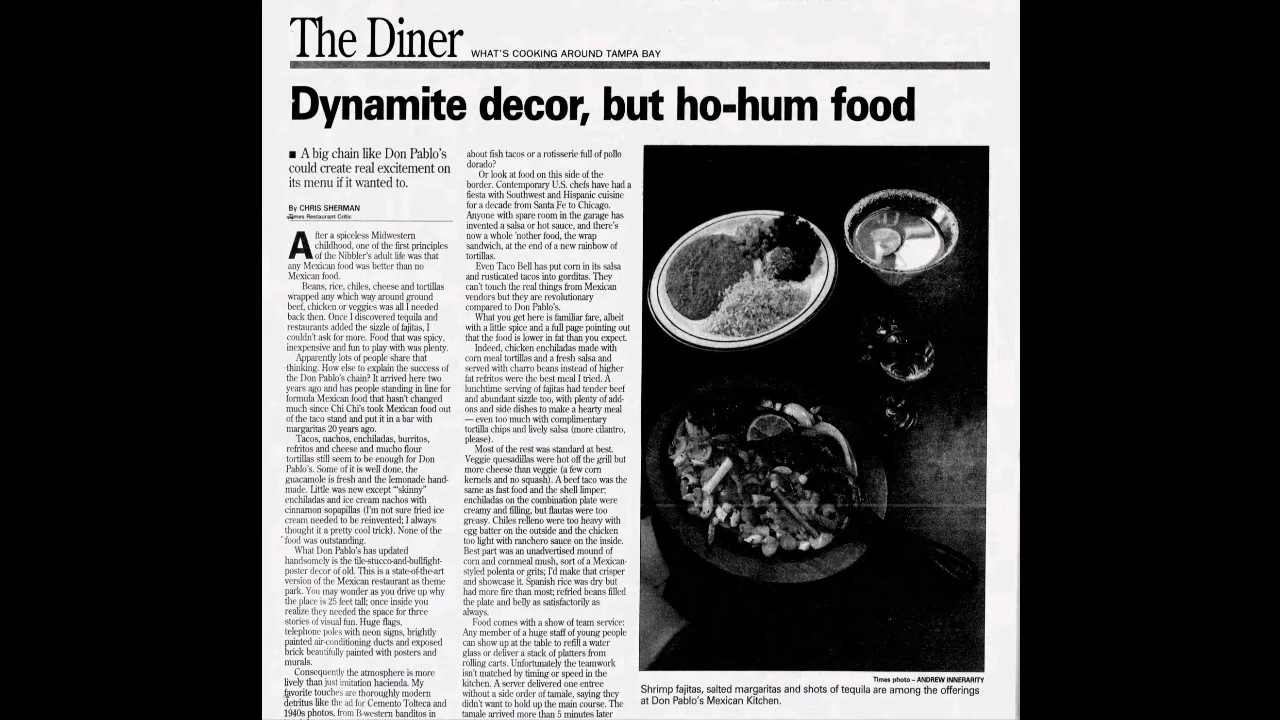 The Diner WHAT'S COOKING AROUND TAMPA BAY
Dynamite decor, but ho-hum food
■ A big chain like Don Pablo's
could create real excitement on
its menu if it wanted to.
By CHRIS SHERMAN
Times Restaurant Critic
After a spiceless Midwestern
childhood, one of the first principles
of the Nibbler's adult life was that
any Mexican food was better than no
Mexican food.
Beans, rice, chiles, cheese and tortillas
wrapped any which way around ground
beef, chicken or veggies was all I needed
back then. Once I discovered tequila and
restaurants added the sizzle of fajitas, I
couldn't ask for more. Food that was spicy,
inexpensive and fun to play with was plenty.
Apparently lots of people share that
thinking. How else to explain the success of
the Don Pablo's chain? It arrived here two
years ago and has people standing in line for
formula Mexican food that hasn't changed
much since Chi Chi's took Mexican food out
of the taco stand and put it in a bar with
margaritas 20 years ago.
Tacos, nachos, enchiladas, burritos,
refritos and cheese and mucho flour
tortillas still seem to be enough for Don
Pablo's. Some of it is well done, the
guacamole is fresh and the lemonade hand-
made. Little was new except "skinny"
enchiladas and ice cream nachos with
cinnamon sopapillas (I'm not sure fried ice
cream needed to be reinvented; I always
thought it a pretty cool trick). None of the
food was outstanding.
What Don Pablo's has updated
handsomely is the tile-stucco-and-bullfight-
poster decor of old. This is a state-of-the-art
version of the Mexican restaurant as theme
park. You may wonder as you drive up why
the place is 25 feet tall; once inside you
realize they needed the space for three
stories of visual fun. Huge flags,
telephone poles with neon signs, brightly
painted air-conditioning ducts and exposed
brick beautifully painted with posters and
murals.
Consequently the atmosphere is more
lively than just imitation hacienda. My
favorite touches are thoroughly modern
detritus like the ad for Cemento Tolteca and
1940s photos, from B-western banditos in
about fish tacos or a rotisserie full of pollo
dorado?
Or look at food on this side of the
border. Contemporary U.S. chefs have had a
fiesta with Southwest and Hispanic cuisine
for a decade from Santa Fe to Chicago.
Anyone with spare room in the garage has
invented a salsa or hot sauce, and there's
now a whole 'nother food, the wrap
sandwich, at the end of a new rainbow of
tortillas.
Even Taco Bell has put corn in its salsa
and rusticated tacos into gorditas. They
can't touch the real things from Mexican
vendors but they are revolutionary
compared to Don Pablo's.
What you get here is familiar fare, albeit
with a little spice and a full page pointing out
that the food is lower in fat than you expect.
Indeed, chicken enchiladas made with
corn meal tortillas and a fresh salsa and
served with charro beans instead of higher
fat refritos were the best meal I tried. A
lunchtime serving of fajitas had tender beef
and abundant sizzle too, with plenty of add-
ons and side dishes to make a hearty meal
— even too much with complimentary
tortilla chips and lively salsa (more cilantro,
please).
Most of the rest was standard at best.
Veggie quesadillas were hot off the grill but
more cheese than veggie (a few corn
kernels and no squash). A beef taco was the
same as fast food and the shell limper;
enchiladas on the combination plate were
creamy and filling, but flautas were too
greasy. Chiles relleno were too heavy with
egg batter on the outside and the chicken
too light with ranchero sauce on the inside.
Best part was an unadvertised mound of
corn and cornmeal mush, sort of a Mexican-
styled polenta or grits; I'd make that crisper
and showcase it. Spanish rice was dry but
had more fire than most; refried beans filled
the plate and belly as satisfactorily as
always.
Food comes with a show of team service:
Any member of a huge staff of young people
can show up at the table to refill a water
glass or deliver a stack of platters from
rolling carts. Unfortunately the teamwork
isn't matched by timing or speed in the
kitchen. A server delivered one entree
without a side order of tamale, saying they
didn't want to hold up the main course. The
tamale arrived more than 5 minutes later
Times photo – ANDREW INNERARITY
Shrimp fajitas, salted margaritas and shots of tequila are among the offerings
at Don Pablo's Mexican Kitchen.